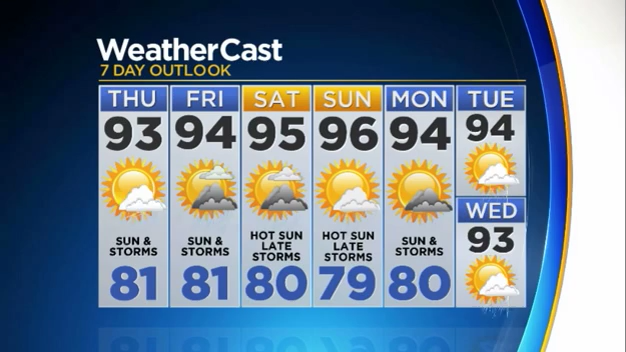 WeatherCast
7 DAY OUTLOOK
THU FRI SAT SUN MON TUE
93 94 95 96 94 94
WED
93
SUN &
STORMS
SUN &
STORMS
HOT SUN
LATE
STORMS
HOT SUN
LATE
STORMS
SUN &
STORMS
81 81 80 79 80